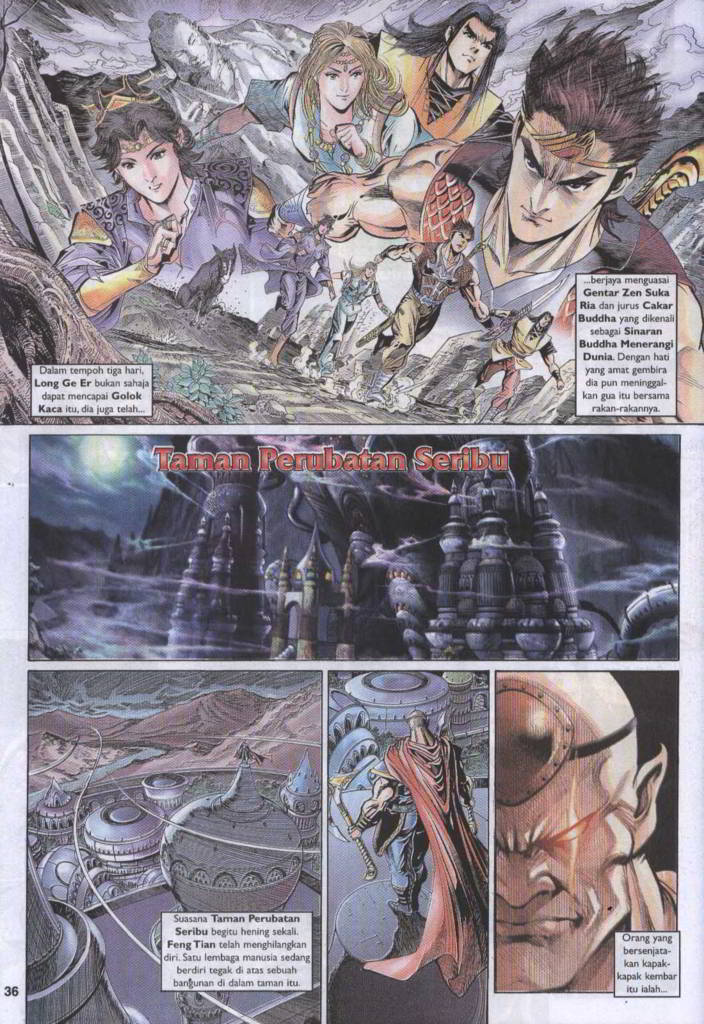 Dalam tempoh tiga hari,
Long Ge Er bukan sahaja
dapat mencapai Golok
Kaca itu, dia juga telah...
...berjaya menguasai
Gentar Zen Suka
Ria dan jurus Cakar
Buddha yang dikenali
sebagai Sinaran
Buddha Menerangi
Dunia. Dengan hati
yang amat gembira
dia pun meninggal-
kan gua itu bersama
rakan-rakannya.
Taman Perubatan Seribu
Suasana Taman Perubatan
Seribu begitu hening sekali.
Feng Tian telah menghilangkan
diri. Satu lembaga manusia sedang
berdiri tegak di atas sebuah
bangunan di dalam taman itu.
Orang yang
bersenjata-
kan kapak-
kapak kembar
itu ialah...
36